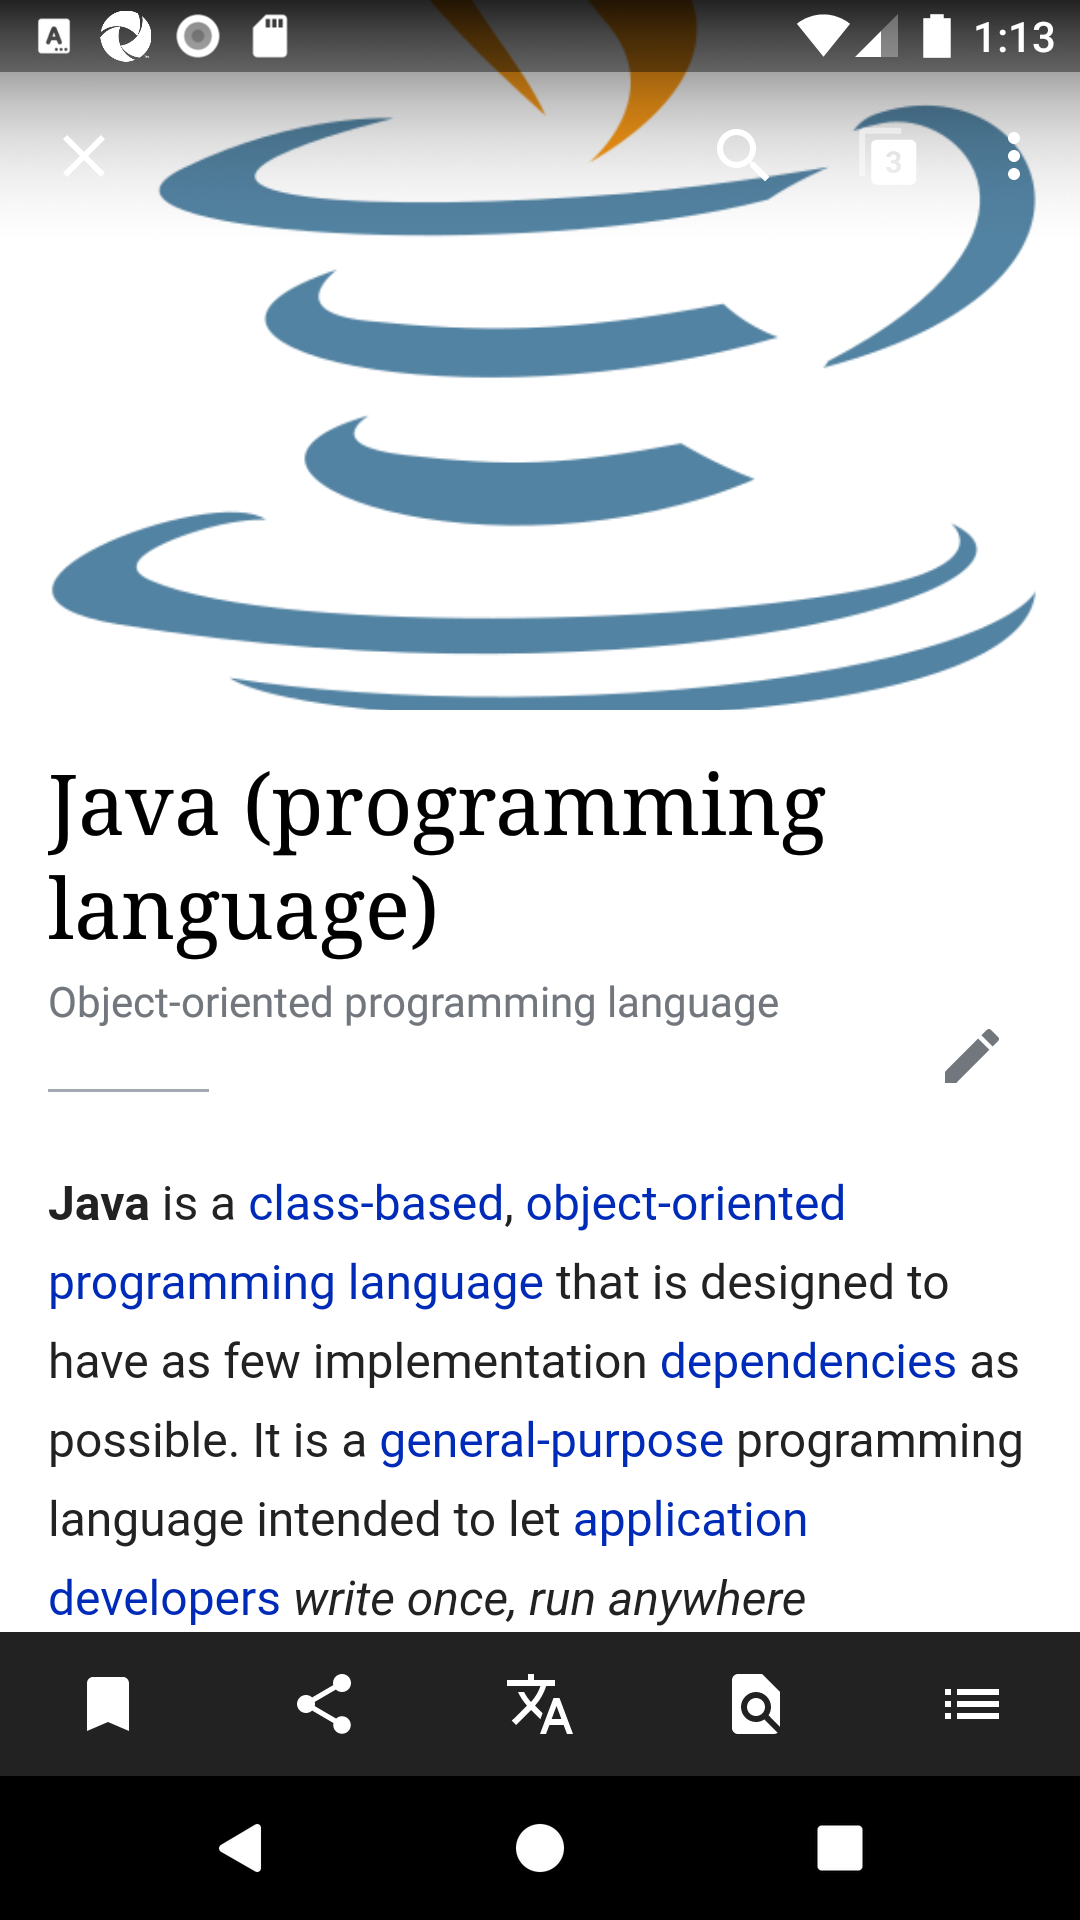 1:13
3
Java (programming
language)
Object-oriented programming language
Java is a class-based, object-oriented
programming language that is designed to
have as few implementation dependencies as
possible. It is a general-purpose programming
language intended to let application
developers write once, run anywhere